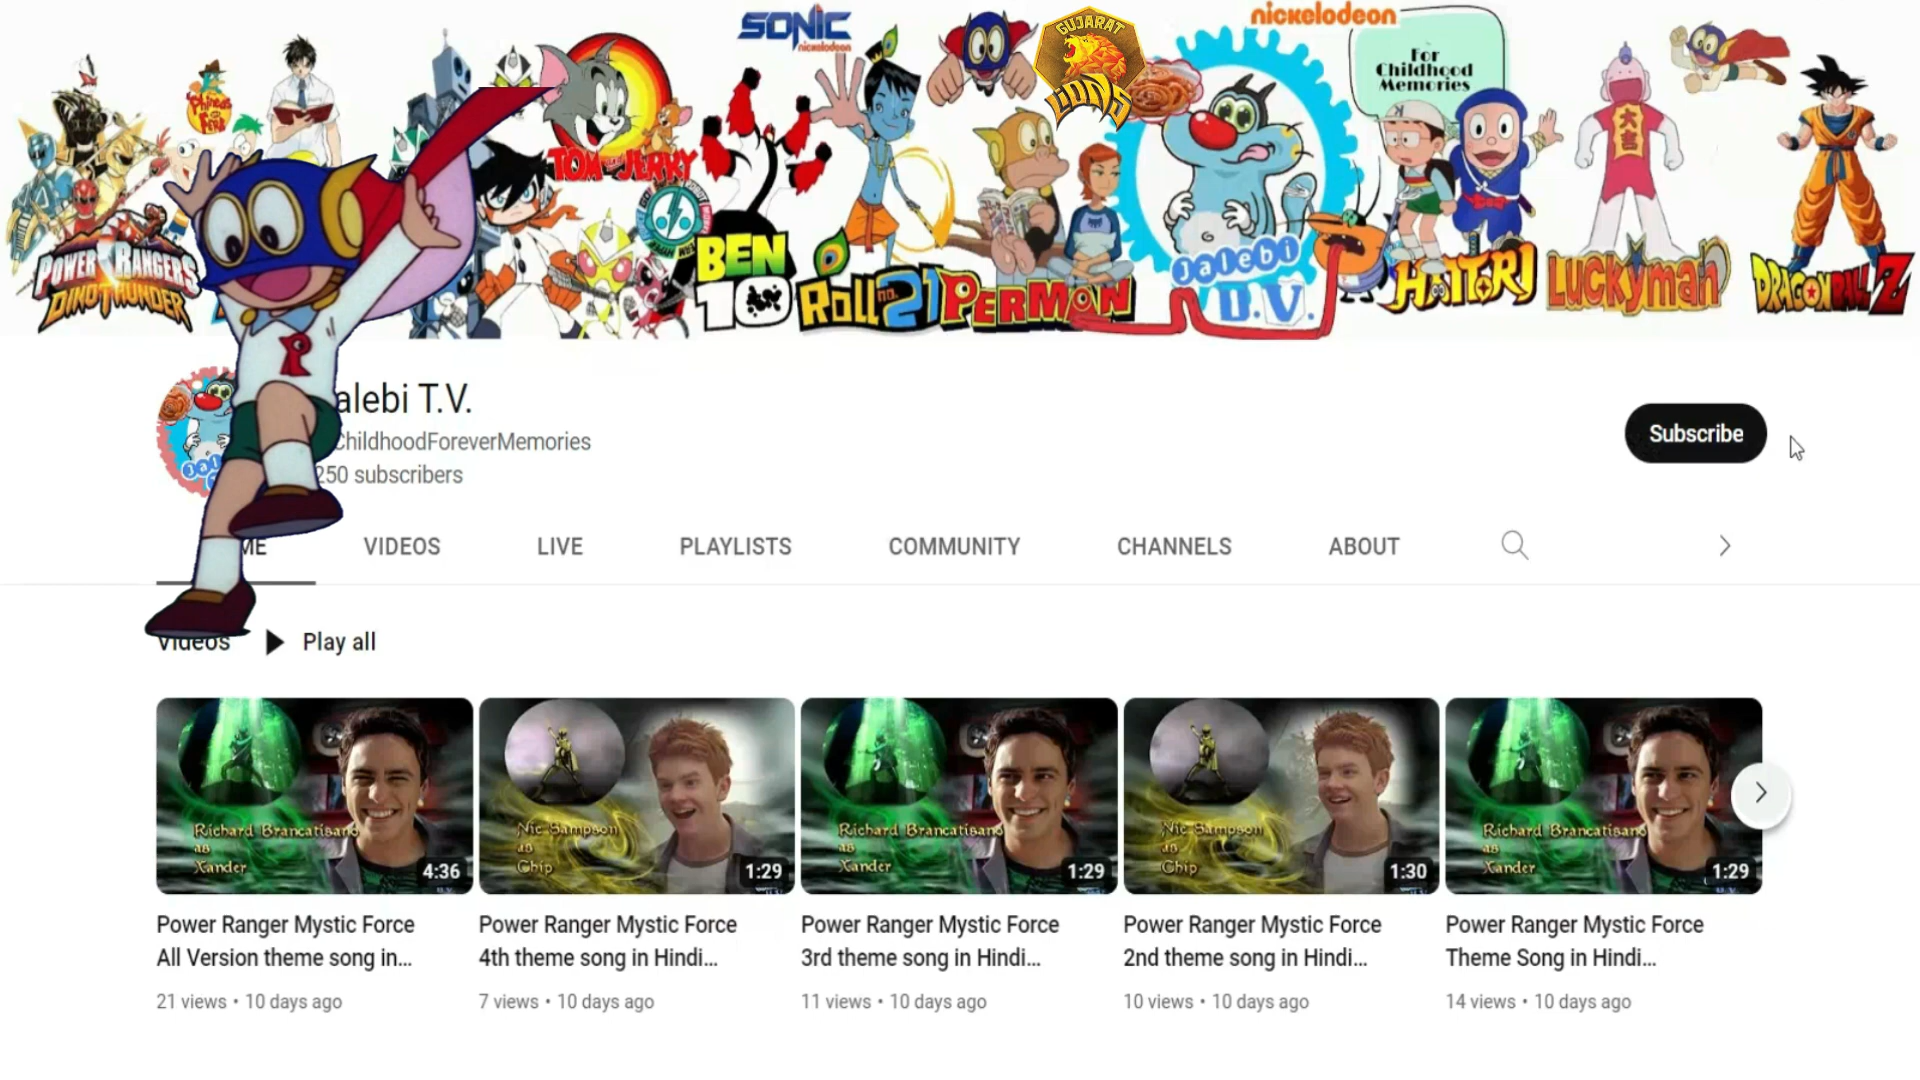 SONIC
nickelodeon
nickelodeon
GUJARAT
LIONS
For
Childhood
Memories
Phineas
and
Ferb
TOM AND JERRY
POWER RANGERS
DINO THUNDER
BEN
10
Roll no. 21
PERMAN
Jalebi
T.V.
HATTORI
LUCKYMAN
DRAGON BALL Z
大
吉
alebi T.V.
ChildhoodForeverMemories
250 subscribers
Subscribe
ME
VIDEOS
LIVE
PLAYLISTS
COMMUNITY
CHANNELS
ABOUT
Videos
Play all
Richard Brancatisano
as
Xander
4:36
Nic Sampson
as
Chip
1:29
Richard Brancatisano
as
Xander
1:29
Nic Sampson
as
Chip
1:30
Richard Brancatisano
as
Xander
1:29
Power Ranger Mystic Force
All Version theme song in...
21 views • 10 days ago
Power Ranger Mystic Force
4th theme song in Hindi...
7 views • 10 days ago
Power Ranger Mystic Force
3rd theme song in Hindi...
11 views • 10 days ago
Power Ranger Mystic Force
2nd theme song in Hindi...
10 views • 10 days ago
Power Ranger Mystic Force
Theme Song in Hindi...
14 views • 10 days ago